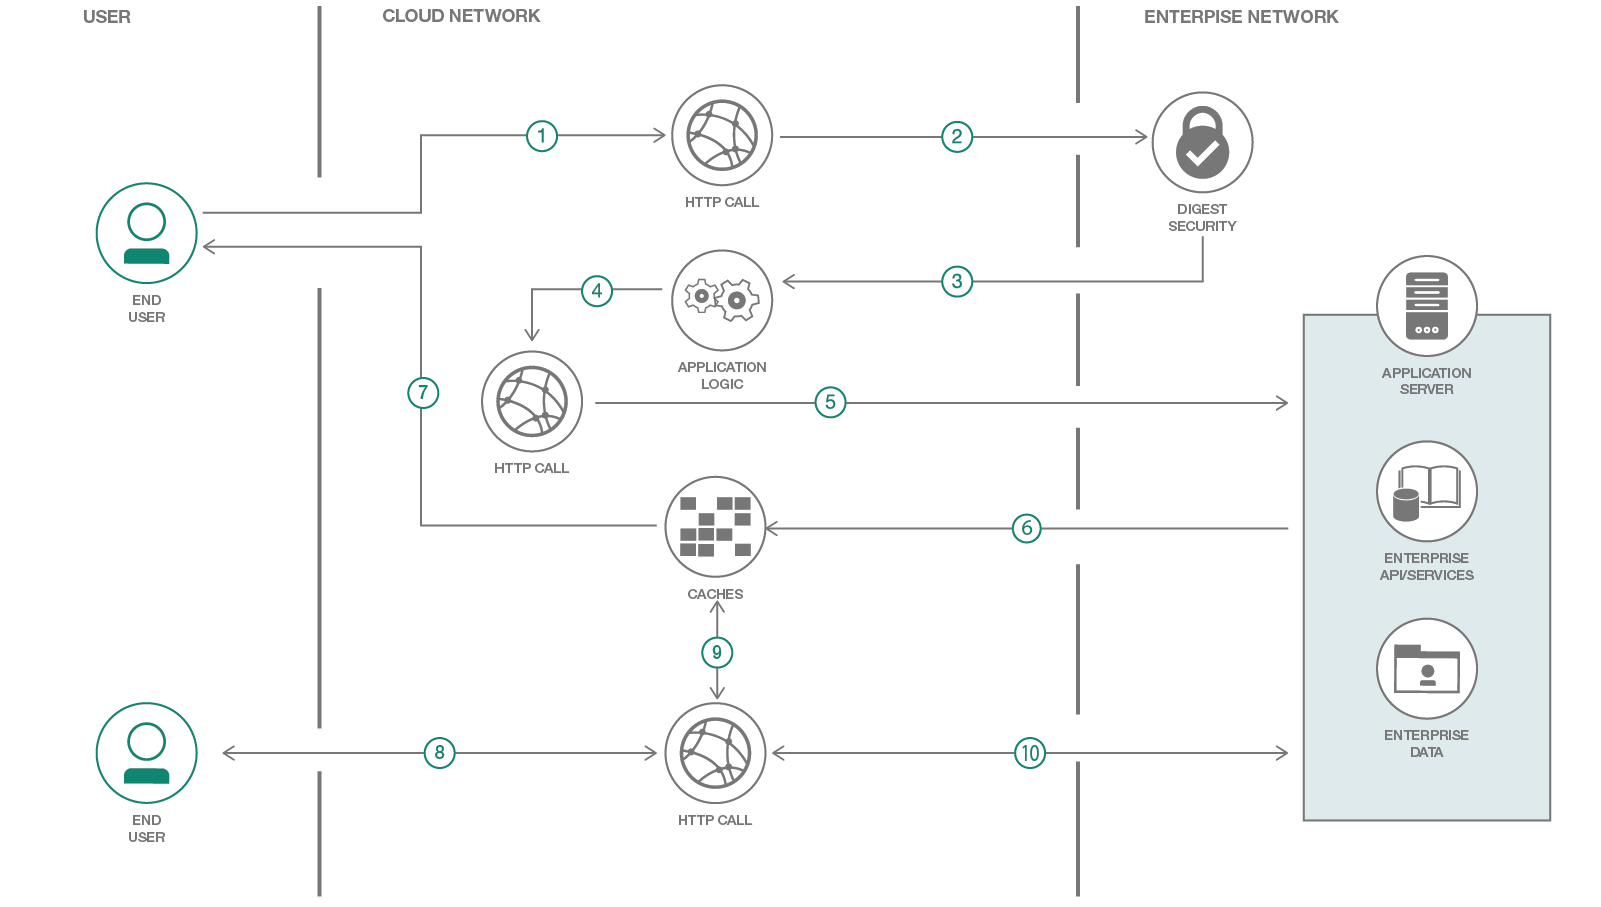 USER
CLOUD NETWORK
ENTERPISE NETWORK
1
2
HTTP CALL
DIGEST
SECURITY
END
USER
3
4
APPLICATION
LOGIC
APPLICATION
SERVER
7
5
HTTP CALL
6
ENTERPRISE
API/SERVICES
CACHES
9
ENTERPRISE
DATA
8
10
END
USER
HTTP CALL